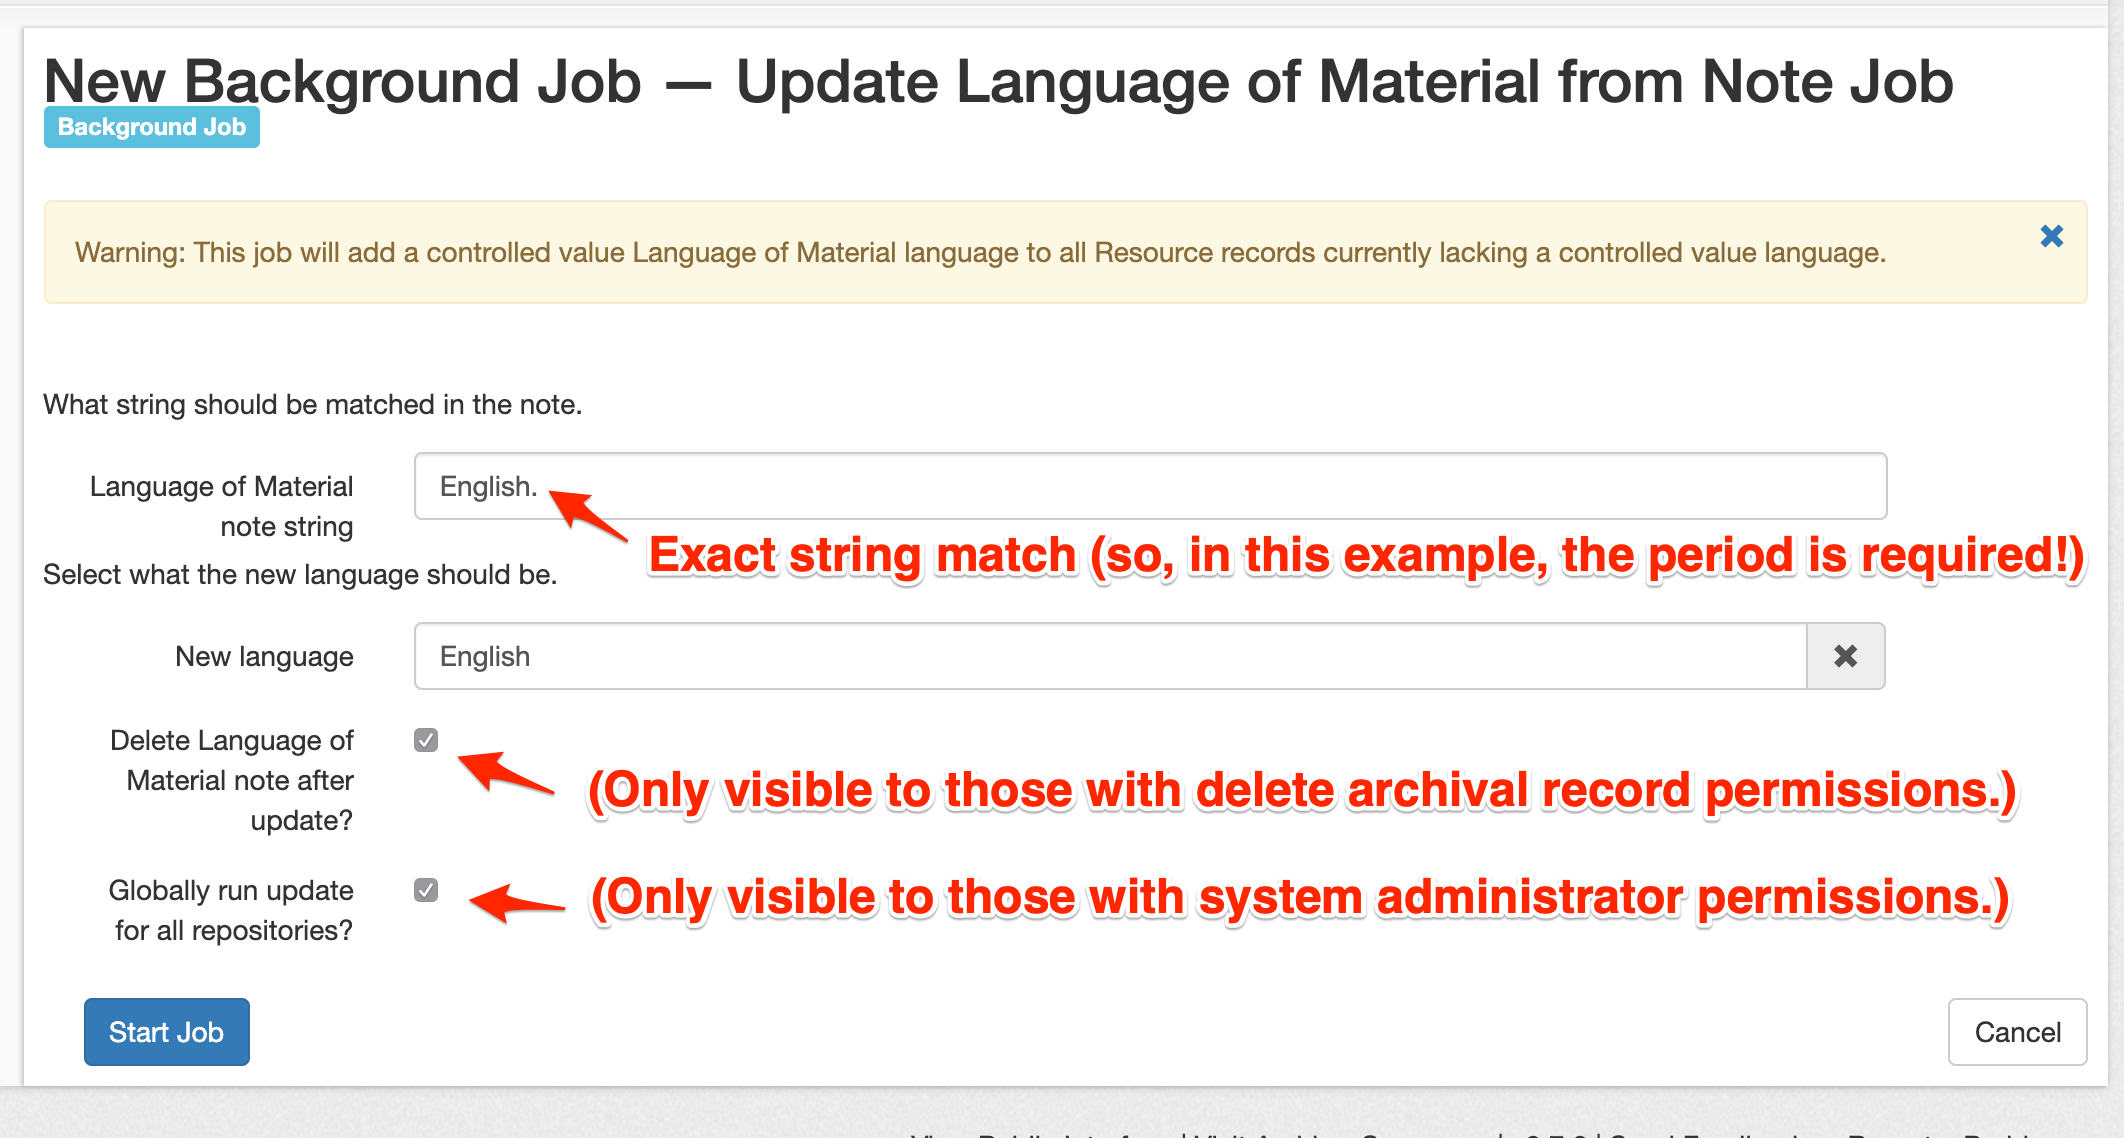 New Background Job — Update Language of Material from Note Job
Background Job
Warning: This job will add a controlled value Language of Material language to all Resource records currently lacking a controlled value language.
What string should be matched in the note.
Language of Material
note string
English.
Exact string match (so, in this example, the period is required!)
Select what the new language should be.
New language
English
Delete Language of
Material note after
update?
(Only visible to those with delete archival record permissions.)
Globally run update
for all repositories?
(Only visible to those with system administrator permissions.)
Start Job
Cancel